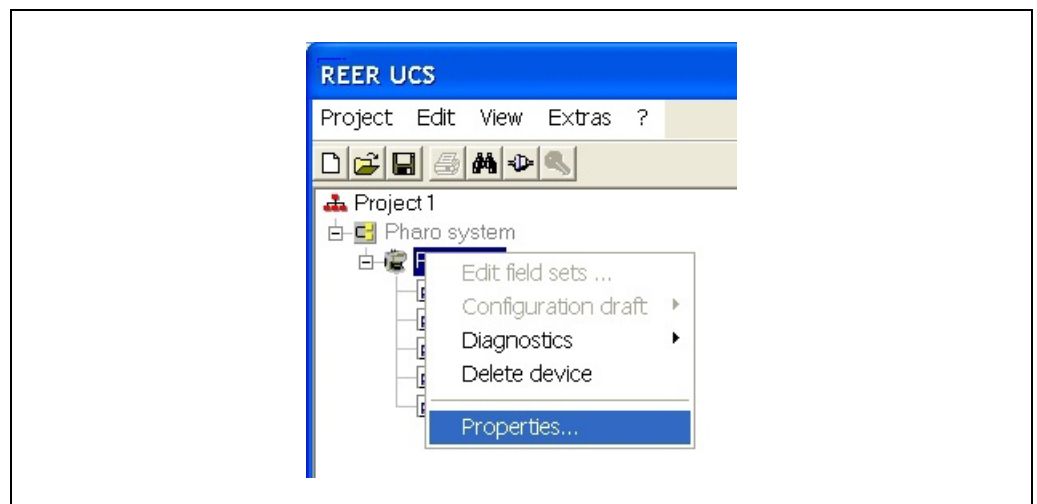 REER UCS
Project Edit View Extras ?
Project 1
Pharo system
Edit field sets ...
Configuration draft
Diagnostics
Delete device
Properties...